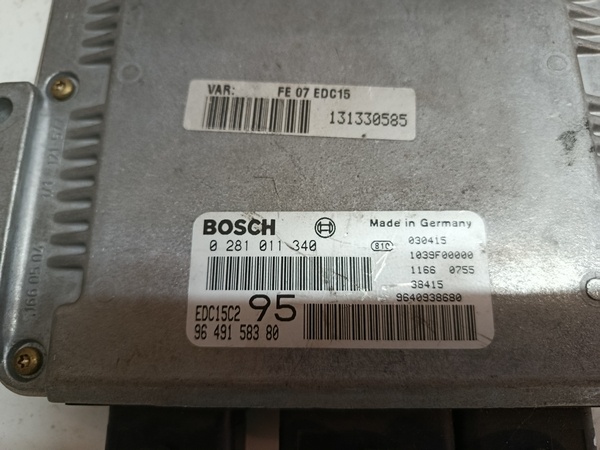 VAR: FE 07 EDC15
131330585
BOSCH Made in Germany
0 281 011 340 81C 030415
1039F00000
1166 0755
38415
EDC15C2 95 9640938680
96 491 583 80